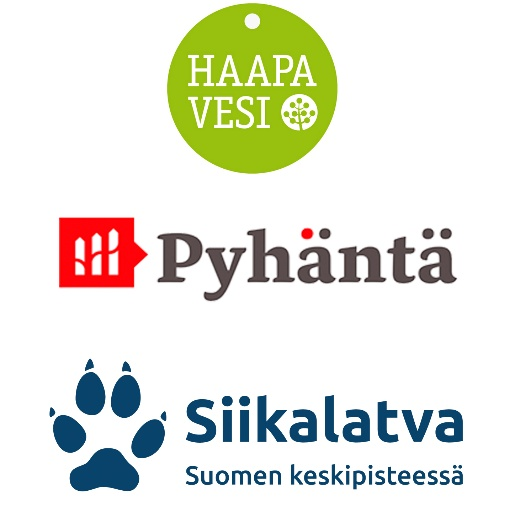 HAAPA
VESI
Pyhäntä
Siikalatva
Suomen keskipisteessä